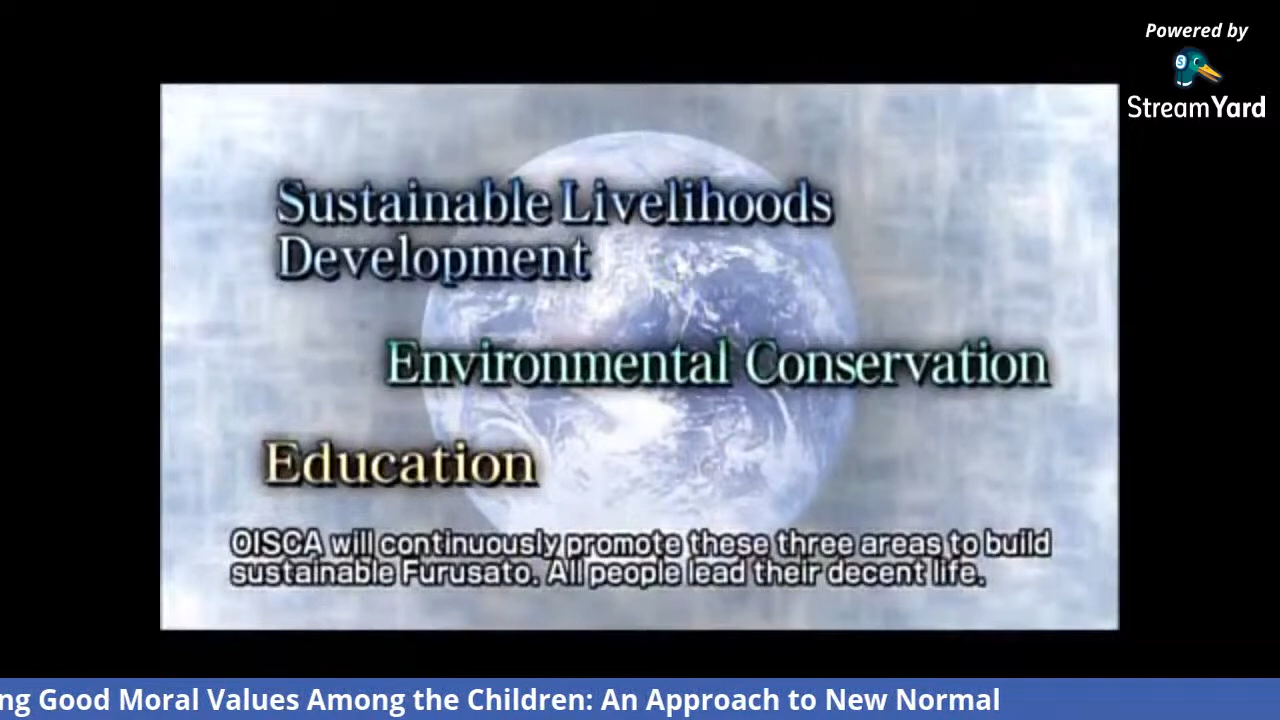 Powered by
StreamYard
Sustainable Livelihoods
Development
Environmental Conservation
Education
OISCA will continuously promote these three areas to build
sustainable Furusato. All people lead their decent life.
ng Good Moral Values Among the Children: An Approach to New Normal